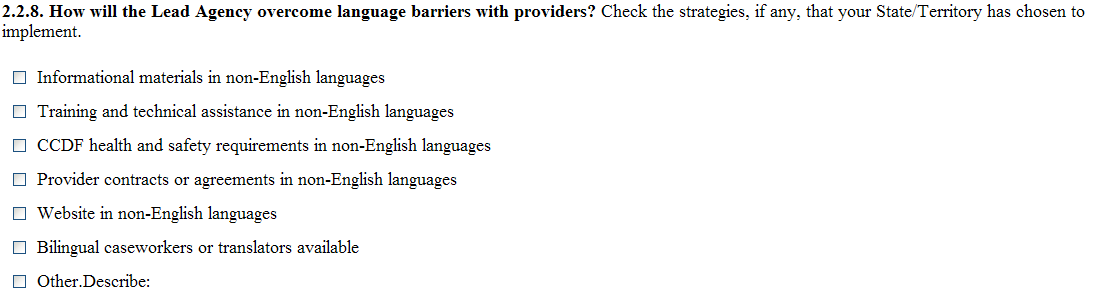 2.2.8. How will the Lead Agency overcome language barriers with providers? Check the strategies, if any, that your State/Territory has chosen to
implement.
Informational materials in non-English languages
Training and technical assistance in non-English languages
CCDF health and safety requirements in non-English languages
Provider contracts or agreements in non-English languages
Website in non-English languages
Bilingual caseworkers or translators available
Other.Describe: